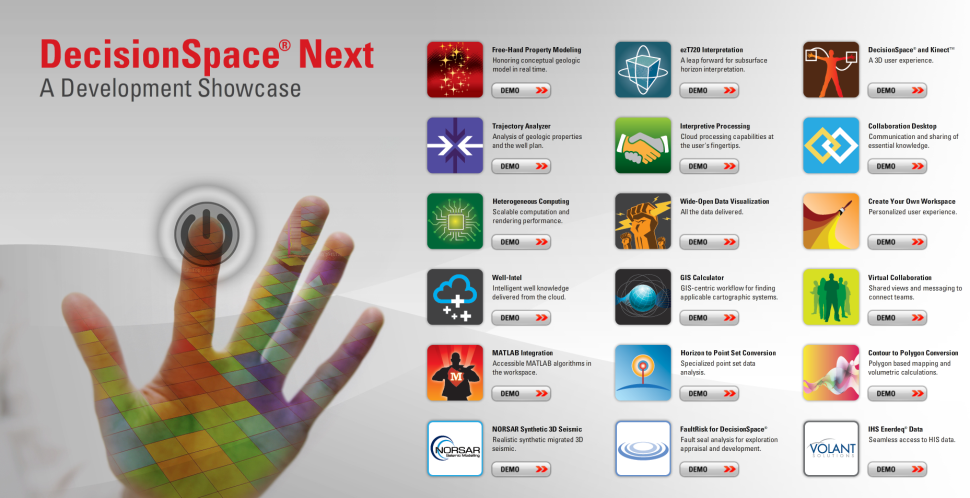 DecisionSpace® Next
A Development Showcase
Free-Hand Property Modeling
Honoring conceptual geologic
model in real time.
DEMO
ezT720 Interpretation
A leap forward for subsurface
horizon interpretation.
DEMO
DecisionSpace® and Kinect™
A 3D user experience.
DEMO
Trajectory Analyzer
Analysis of geologic properties
and the well plan.
DEMO
Interpretive Processing
Cloud processing capabilities at
the user's fingertips.
DEMO
Collaboration Desktop
Communication and sharing of
essential knowledge.
DEMO
Heterogeneous Computing
Scalable computation and
rendering performance.
DEMO
Wide-Open Data Visualization
All the data delivered.
DEMO
Create Your Own Workspace
Personalized user experience.
DEMO
Well-Intel
Intelligent well knowledge
delivered from the cloud.
DEMO
GIS Calculator
GIS-centric workflow for finding
applicable cartographic systems.
DEMO
Virtual Collaboration
Shared views and messaging to
connect teams.
DEMO
M
MATLAB Integration
Accessible MATLAB algorithms in
the workspace.
DEMO
Horizon to Point Set Conversion
Specialized point set data
analysis.
DEMO
Contour to Polygon Conversion
Polygon based mapping and
volumetric calculations.
DEMO
NORSAR
Seismic Modelling
NORSAR Synthetic 3D Seismic
Realistic synthetic migrated 3D
seismic.
DEMO
FaultRisk for DecisionSpace®
Fault seal analysis for exploration
appraisal and development.
DEMO
VOLANT
SOLUTIONS
IHS Enerdeq® Data
Seamless access to HIS data.
DEMO